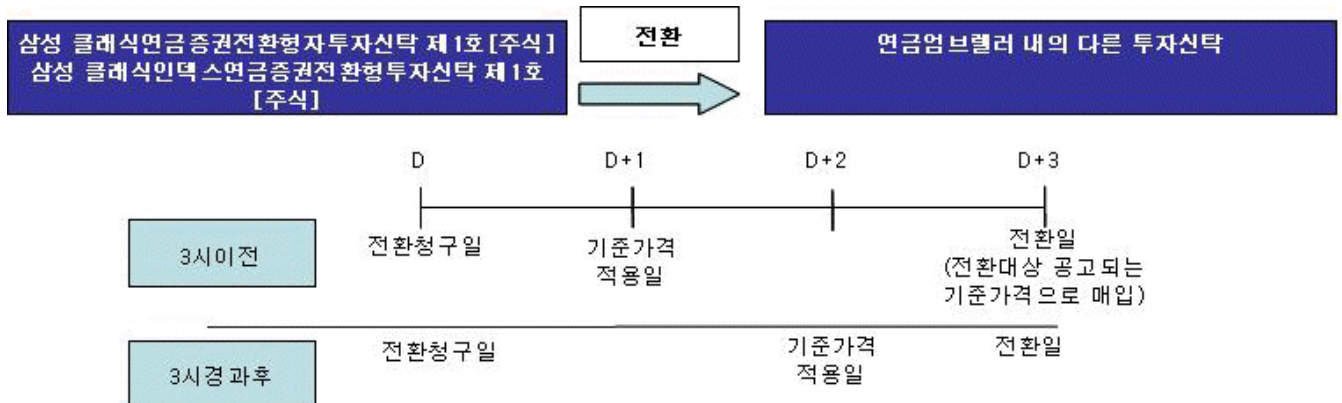 삼성 클래식연금증권전환형자투자신탁 제1호[주식]
삼성 클래식인덱스연금증권전환형투자신탁 제1호
[주식]
전환
연금엄브렐러 내의 다른 투자신탁
D
D+1
D+2
D+3
3시이전
전환청구일
기준가격
적용일
전환일
(전환대상 공고되는
기준가격으로 매입)
3시경과후
전환청구일
기준가격
적용일
전환일